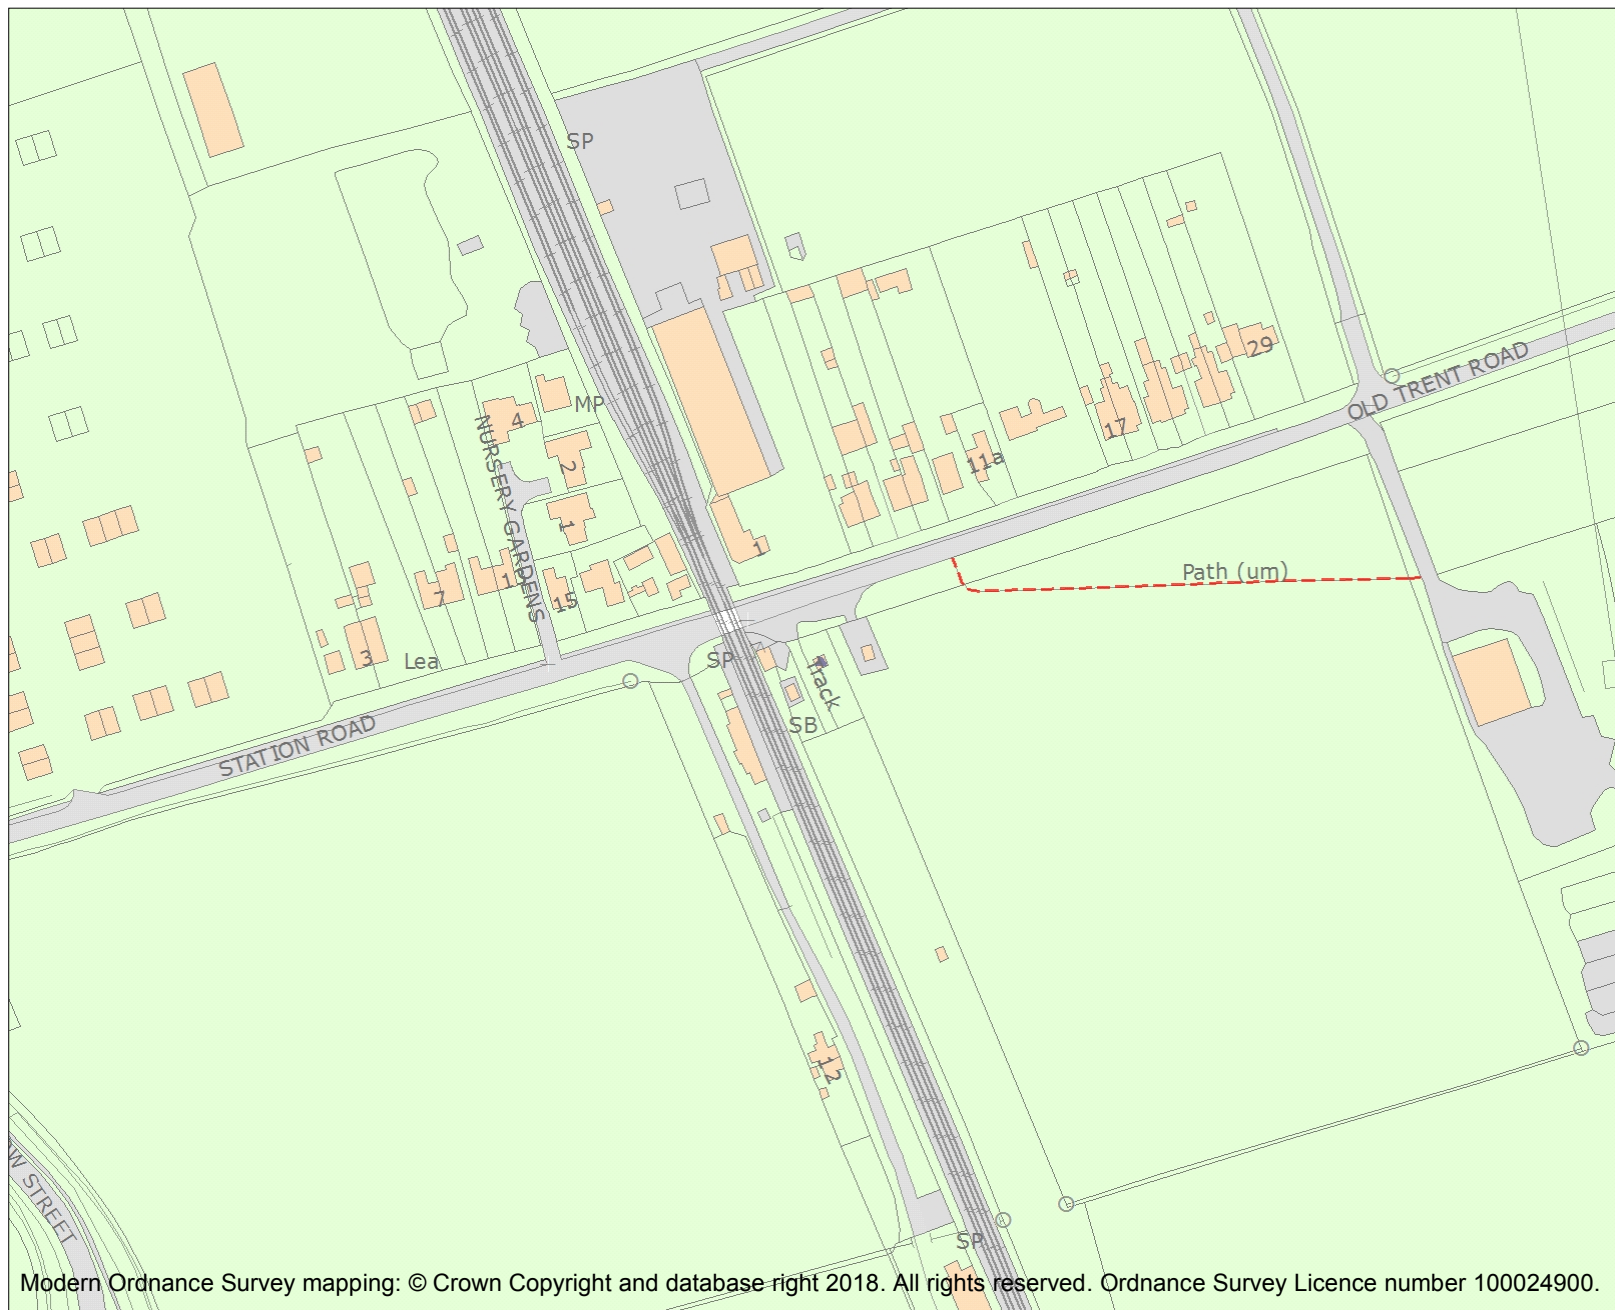 SP
MP
4
NURSERY GARDENS
2
1
29
OLD TRENT ROAD
17
11a
1
Path (um)
7
15
3
Lea
SP
Track
SB
STATION ROAD
12
W STREET
SP
Modern Ordnance Survey mapping: © Crown Copyright and database right 2018. All rights reserved. Ordnance Survey Licence number 100024900.